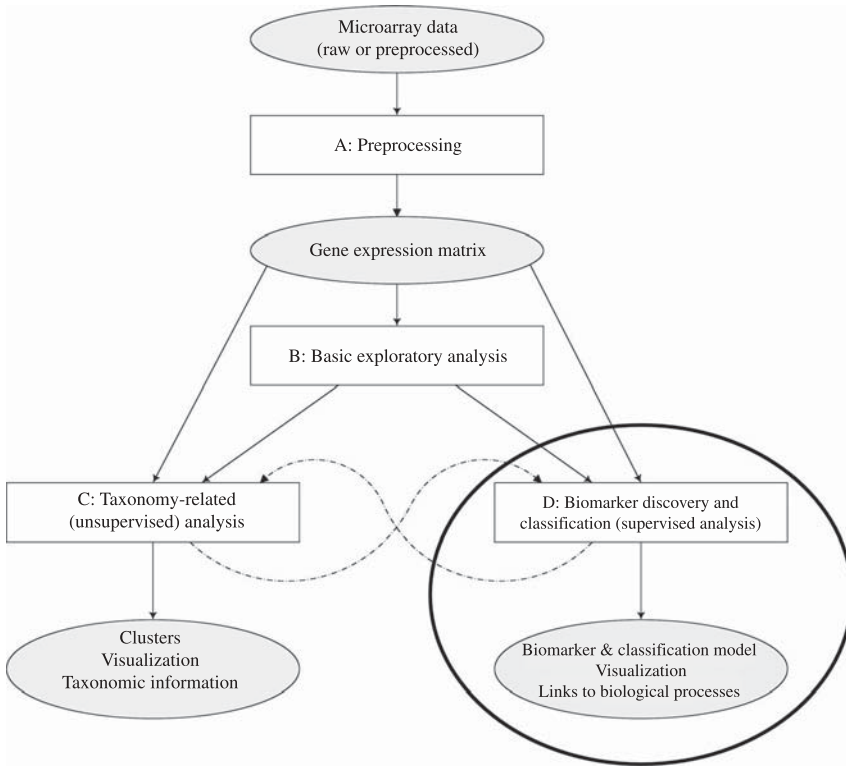 Microarray data
(raw or preprocessed)
A: Preprocessing
Gene expression matrix
B: Basic exploratory analysis
C: Taxonomy-related
(unsupervised) analysis
D: Biomarker discovery and
classification (supervised analysis)
Clusters
Visualization
Taxonomic information
Biomarker & classification model
Visualization
Links to biological processes